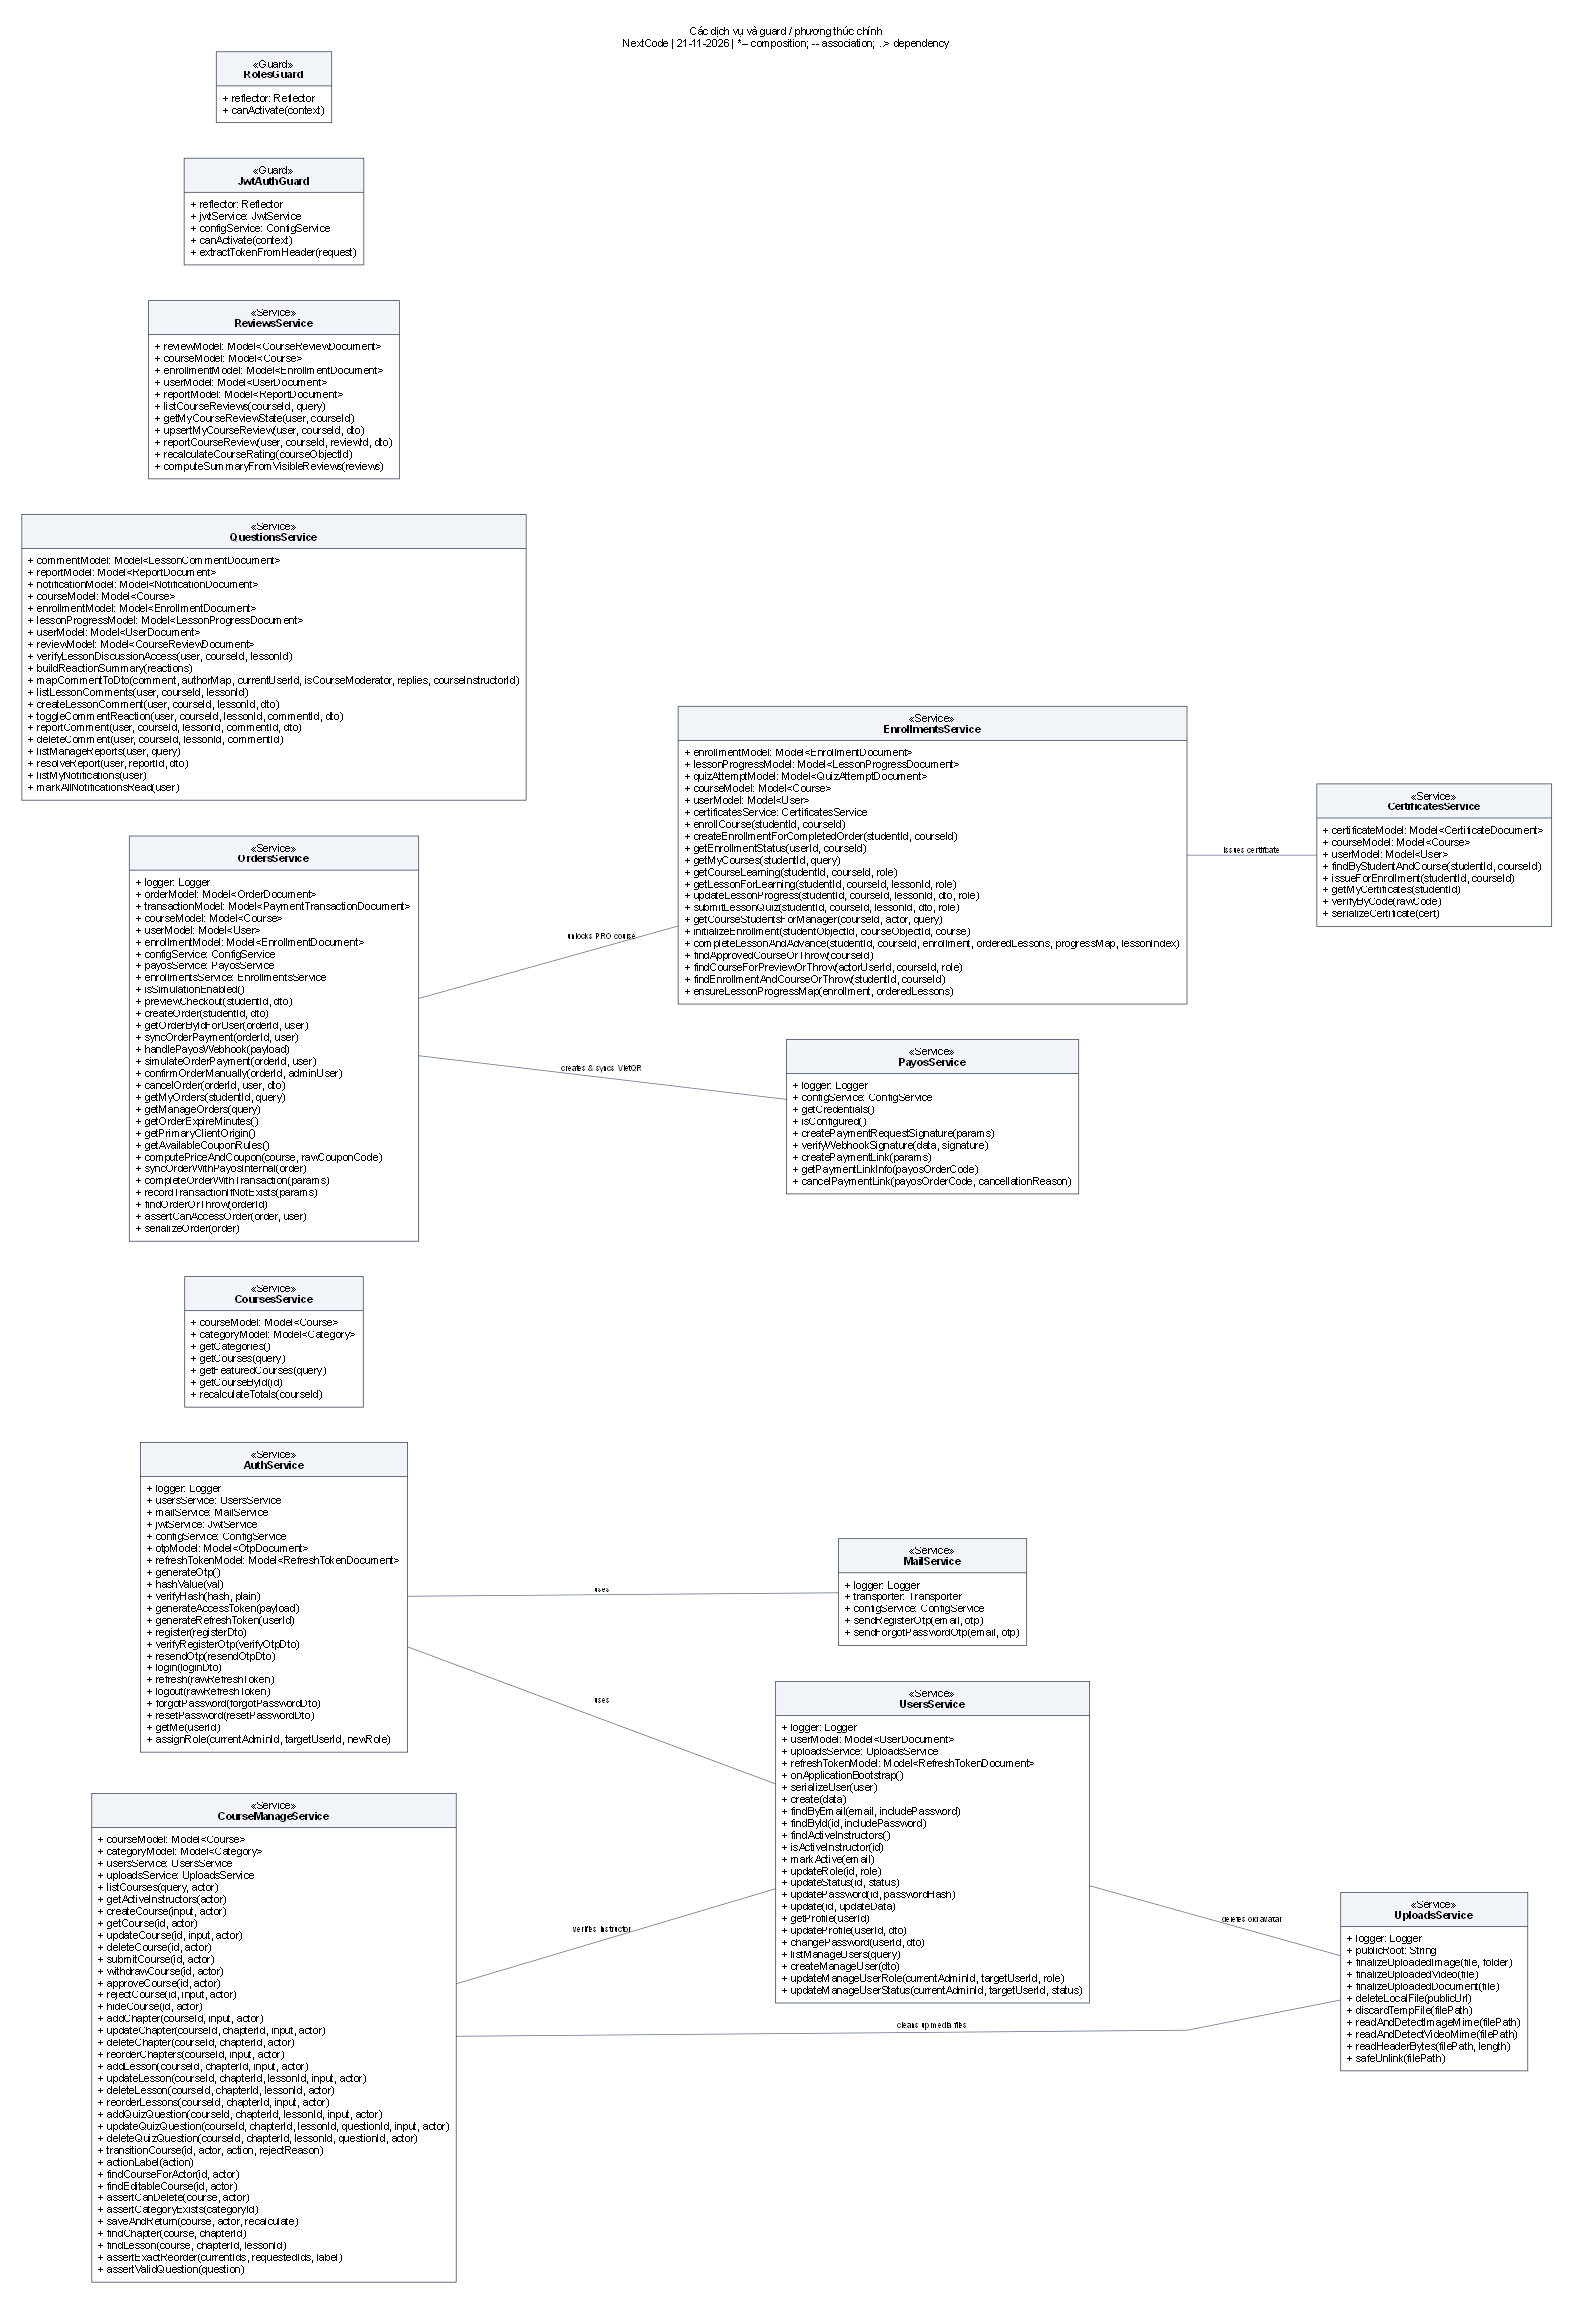 Các dịch vụ và guard / phương thức chính
NextCode | 21-11-2026 | *-- composition; -- association; ..> dependency
«Guard»
RolesGuard
+ reflector: Reflector
+ canActivate(context)
«Guard»
JwtAuthGuard
+ reflector: Reflector
+ jwtService: JwtService
+ configService: ConfigService
+ canActivate(context)
+ extractTokenFromHeader(request)
«Service»
ReviewsService
+ reviewModel: Model<CourseReviewDocument>
+ courseModel: Model<Course>
+ enrollmentModel: Model<EnrollmentDocument>
+ userModel: Model<UserDocument>
+ reportModel: Model<ReportDocument>
+ listCourseReviews(courseId, query)
+ getMyCourseReviewState(user, courseId)
+ upsertMyCourseReview(user, courseId, dto)
+ reportCourseReview(user, courseId, reviewId, dto)
+ recalculateCourseRating(courseObjectId)
+ computeSummaryFromVisibleReviews(reviews)
«Service»
QuestionsService
+ commentModel: Model<LessonCommentDocument>
+ reportModel: Model<ReportDocument>
+ notificationModel: Model<NotificationDocument>
+ courseModel: Model<Course>
+ enrollmentModel: Model<EnrollmentDocument>
+ lessonProgressModel: Model<LessonProgressDocument>
+ userModel: Model<UserDocument>
+ reviewModel: Model<CourseReviewDocument>
+ verifyLessonDiscussionAccess(user, courseId, lessonId)
+ buildReactionSummary(reactions)
+ mapCommentToDto(comment, authorMap, currentUserId, isCourseModerator, replies, courseInstructorId)
+ listLessonComments(user, courseId, lessonId)
+ createLessonComment(user, courseId, lessonId, dto)
+ toggleCommentReaction(user, courseId, lessonId, commentId, dto)
+ reportComment(user, courseId, lessonId, commentId, dto)
+ deleteComment(user, courseId, lessonId, commentId)
+ listManageReports(user, query)
+ resolveReport(user, reportId, dto)
+ listMyNotifications(user)
+ markAllNotificationsRead(user)
«Service»
EnrollmentsService
+ enrollmentModel: Model<EnrollmentDocument>
+ lessonProgressModel: Model<LessonProgressDocument>
+ quizAttemptModel: Model<QuizAttemptDocument>
+ courseModel: Model<Course>
+ userModel: Model<User>
+ certificatesService: CertificatesService
+ enrollCourse(studentId, courseId)
+ createEnrollmentForCompletedOrder(studentId, courseId)
+ getEnrollmentStatus(userId, courseId)
+ getMyCourses(studentId, query)
+ getCourseLearning(studentId, courseId, role)
+ getLessonForLearning(studentId, courseId, lessonId, role)
+ updateLessonProgress(studentId, courseId, lessonId, dto, role)
+ submitLessonQuiz(studentId, courseId, lessonId, dto, role)
+ getCourseStudentsForManager(courseId, actor, query)
+ initializeEnrollment(studentObjectId, courseObjectId, course)
+ completeLessonAndAdvance(studentId, courseId, enrollment, orderedLessons, progressMap, lessonIndex)
+ findApprovedCourseOrThrow(courseId)
+ findCourseForPreviewOrThrow(actorUserId, courseId, role)
+ findEnrollmentAndCourseOrThrow(studentId, courseId)
+ ensureLessonProgressMap(enrollment, orderedLessons)
issues certificate
«Service»
CertificatesService
+ certificateModel: Model<CertificateDocument>
+ courseModel: Model<Course>
+ userModel: Model<User>
+ findByStudentAndCourse(studentId, courseId)
+ issueForEnrollment(studentId, courseId)
+ getMyCertificates(studentId)
+ verifyByCode(rawCode)
+ serializeCertificate(cert)
«Service»
OrdersService
+ logger: Logger
+ orderModel: Model<OrderDocument>
+ transactionModel: Model<PaymentTransactionDocument>
+ courseModel: Model<Course>
+ userModel: Model<User>
+ enrollmentModel: Model<EnrollmentDocument>
+ configService: ConfigService
+ payosService: PayosService
+ enrollmentsService: EnrollmentsService
+ isSimulationEnabled()
+ previewCheckout(studentId, dto)
+ createOrder(studentId, dto)
+ getOrderByIdForUser(orderId, user)
+ syncOrderPayment(orderId, user)
+ handlePayosWebhook(payload)
+ simulateOrderPayment(orderId, user)
+ confirmOrderManually(orderId, adminUser)
+ cancelOrder(orderId, user, dto)
+ getMyOrders(studentId, query)
+ getManageOrders(query)
+ getOrderExpireMinutes()
+ getPrimaryClientOrigin()
+ getAvailableCouponRules()
+ computePriceAndCoupon(course, rawCouponCode)
+ syncOrderWithPayosInternal(order)
+ completeOrderWithTransaction(params)
+ recordTransactionIfNotExists(params)
+ findOrderOrThrow(orderId)
+ assertCanAccessOrder(order, user)
+ serializeOrder(order)
unlocks PRO course
creates & syncs VietQR
«Service»
PayosService
+ logger: Logger
+ configService: ConfigService
+ getCredentials()
+ isConfigured()
+ createPaymentRequestSignature(params)
+ verifyWebhookSignature(data, signature)
+ createPaymentLink(params)
+ getPaymentLinkInfo(payosOrderCode)
+ cancelPaymentLink(payosOrderCode, cancellationReason)
«Service»
CoursesService
+ courseModel: Model<Course>
+ categoryModel: Model<Category>
+ getCategories()
+ getCourses(query)
+ getFeaturedCourses(query)
+ getCourseById(id)
+ recalculateTotals(courseId)
«Service»
AuthService
+ logger: Logger
+ usersService: UsersService
+ mailService: MailService
+ jwtService: JwtService
+ configService: ConfigService
+ otpModel: Model<OtpDocument>
+ refreshTokenModel: Model<RefreshTokenDocument>
+ generateOtp()
+ hashValue(val)
+ verifyHash(hash, plain)
+ generateAccessToken(payload)
+ generateRefreshToken(userId)
+ register(registerDto)
+ verifyRegisterOtp(verifyOtpDto)
+ resendOtp(resendOtpDto)
+ login(loginDto)
+ refresh(rawRefreshToken)
+ logout(rawRefreshToken)
+ forgotPassword(forgotPasswordDto)
+ resetPassword(resetPasswordDto)
+ getMe(userId)
+ assignRole(currentAdminId, targetUserId, newRole)
uses
«Service»
MailService
+ logger: Logger
+ transporter: Transporter
+ configService: ConfigService
+ sendRegisterOtp(email, otp)
+ sendForgotPasswordOtp(email, otp)
uses
«Service»
UsersService
+ logger: Logger
+ userModel: Model<UserDocument>
+ uploadsService: UploadsService
+ refreshTokenModel: Model<RefreshTokenDocument>
+ onApplicationBootstrap()
+ serializeUser(user)
+ create(data)
+ findByEmail(email, includePassword)
+ findById(id, includePassword)
+ findActiveInstructors()
+ isActiveInstructor(id)
+ markActive(email)
+ updateRole(id, role)
+ updateStatus(id, status)
+ updatePassword(id, passwordHash)
+ update(id, updateData)
+ getProfile(userId)
+ updateProfile(userId, dto)
+ changePassword(userId, dto)
+ listManageUsers(query)
+ createManageUser(dto)
+ updateManageUserRole(currentAdminId, targetUserId, role)
+ updateManageUserStatus(currentAdminId, targetUserId, status)
«Service»
CourseManageService
+ courseModel: Model<Course>
+ categoryModel: Model<Category>
+ usersService: UsersService
+ uploadsService: UploadsService
+ listCourses(query, actor)
+ getActiveInstructors(actor)
+ createCourse(input, actor)
+ getCourse(id, actor)
+ updateCourse(id, input, actor)
+ deleteCourse(id, actor)
+ submitCourse(id, actor)
+ withdrawCourse(id, actor)
+ approveCourse(id, actor)
+ rejectCourse(id, input, actor)
+ hideCourse(id, actor)
+ addChapter(courseId, input, actor)
+ updateChapter(courseId, chapterId, input, actor)
+ deleteChapter(courseId, chapterId, actor)
+ reorderChapters(courseId, input, actor)
+ addLesson(courseId, chapterId, input, actor)
+ updateLesson(courseId, chapterId, lessonId, input, actor)
+ deleteLesson(courseId, chapterId, lessonId, actor)
+ reorderLessons(courseId, chapterId, input, actor)
+ addQuizQuestion(courseId, chapterId, lessonId, input, actor)
+ updateQuizQuestion(courseId, chapterId, lessonId, questionId, input, actor)
+ deleteQuizQuestion(courseId, chapterId, lessonId, questionId, actor)
+ transitionCourse(id, actor, action, rejectReason)
+ actionLabel(action)
+ findCourseForActor(id, actor)
+ findEditableCourse(id, actor)
+ assertCanDelete(course, actor)
+ assertCategoryExists(categoryId)
+ saveAndReturn(course, actor, recalculate)
+ findChapter(course, chapterId)
+ findLesson(course, chapterId, lessonId)
+ assertExactReorder(currentIds, requestedIds, label)
+ assertValidQuestion(question)
verifies instructor
deletes old avatar
cleans up media files
«Service»
UploadsService
+ logger: Logger
+ publicRoot: String
+ finalizeUploadedImage(file, folder)
+ finalizeUploadedVideo(file)
+ finalizeUploadedDocument(file)
+ deleteLocalFile(publicUrl)
+ discardTempFile(filePath)
+ readAndDetectImageMime(filePath)
+ readAndDetectVideoMime(filePath)
+ readHeaderBytes(filePath, length)
+ safeUnlink(filePath)